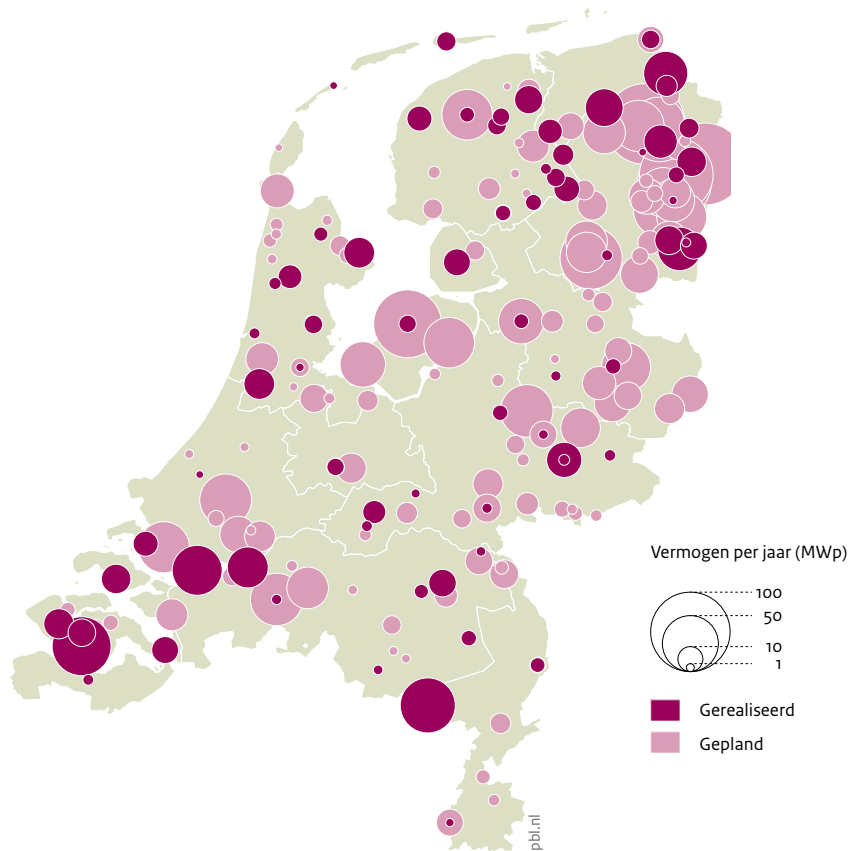 Vermogen per jaar (MWp)
100
50
10
1
Gerealiseerd
Gepland
pbl.nl